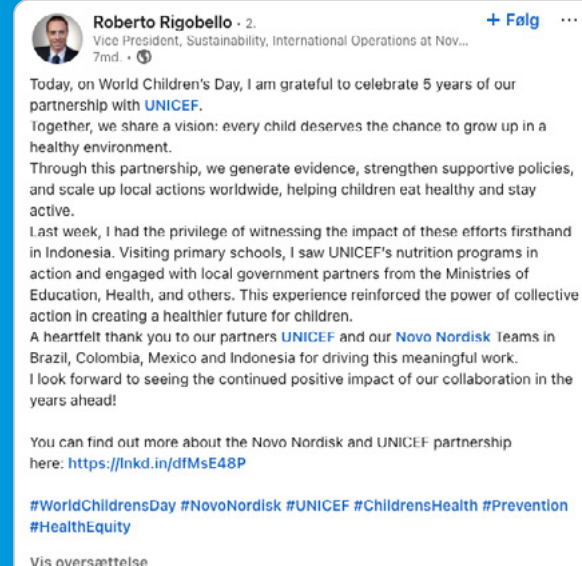 Roberto Rigobello · 2.
+ Følg ...
Vice President, Sustainability, International Operations at Nov...
7md. •
Today, on World Children's Day, I am grateful to celebrate 5 years of our
partnership with UNICEF.
Together, we share a vision: every child deserves the chance to grow up in a
healthy environment.
Through this partnership, we generate evidence, strengthen supportive policies,
and scale up local actions worldwide, helping children eat healthy and stay
active.
Last week, I had the privilege of witnessing the impact of these efforts firsthand
in Indonesia. Visiting primary schools, I saw UNICEF's nutrition programs in
action and engaged with local government partners from the Ministries of
Education, Health, and others. This experience reinforced the power of collective
action in creating a healthier future for children.
A heartfelt thank you to our partners UNICEF and our Novo Nordisk Teams in
Brazil, Colombia, Mexico and Indonesia for driving this meaningful work.
I look forward to seeing the continued positive impact of our collaboration in the
years ahead!
You can find out more about the Novo Nordisk and UNICEF partnership
here: https://lnkd.in/dfMsE48P
#WorldChildrensDay #NovoNordisk #UNICEF #ChildrensHealth #Prevention
#HealthEquity
Vis oversættelse